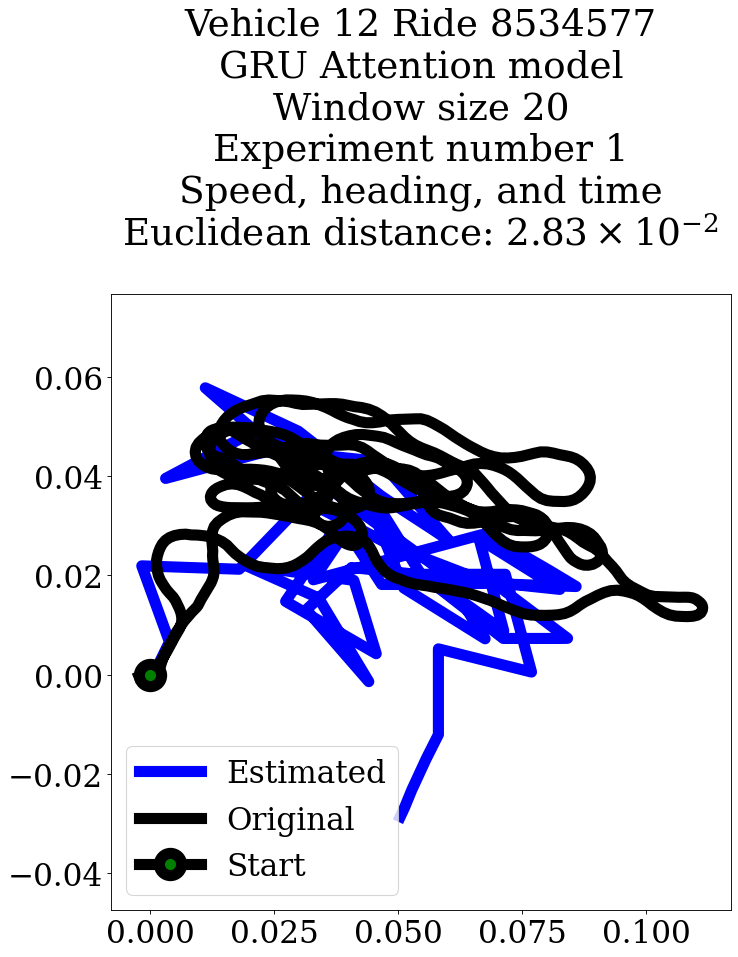 Vehicle 12 Ride 8534577
GRU Attention model
Window size 20
Experiment number 1
Speed, heading, and time
Euclidean distance: 2.83 × 10⁻²
0.06
0.04
0.02
0.00
−0.02
−0.04
Estimated
Original
Start
0.000 0.025 0.050 0.075 0.100